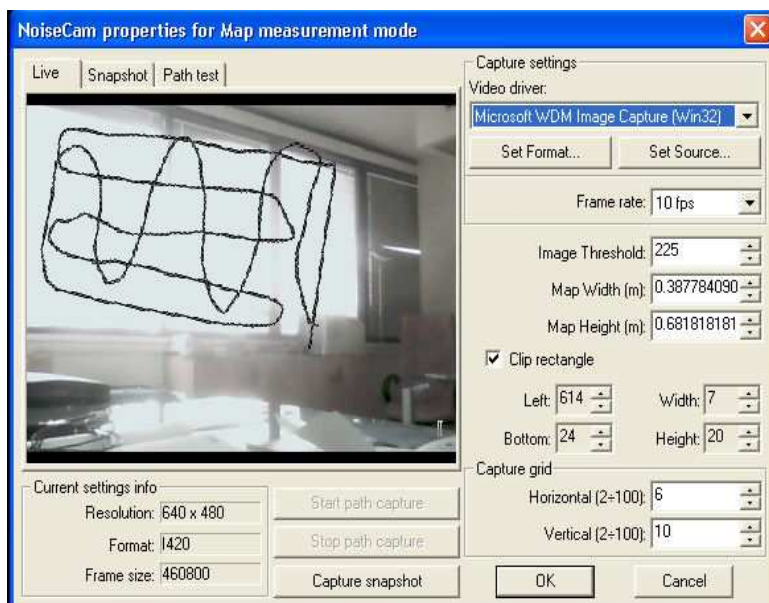 NoiseCam properties for Map measurement mode
Live
Snapshot
Path test
Capture settings
Video driver:
Microsoft WDM Image Capture (Win32)
Set Format...
Set Source...
Frame rate:
10 fps
Image Threshold:
225
Map Width (m):
0.387784090
Map Height (m):
0.681818181
Clip rectangle
Left:
614
Width:
7
Bottom:
24
Height:
20
Capture grid
Horizontal (2÷100):
6
Vertical (2÷100):
10
Current settings info
Resolution:
640 x 480
Format:
I420
Frame size:
460800
Start path capture
Stop path capture
Capture snapshot
OK
Cancel